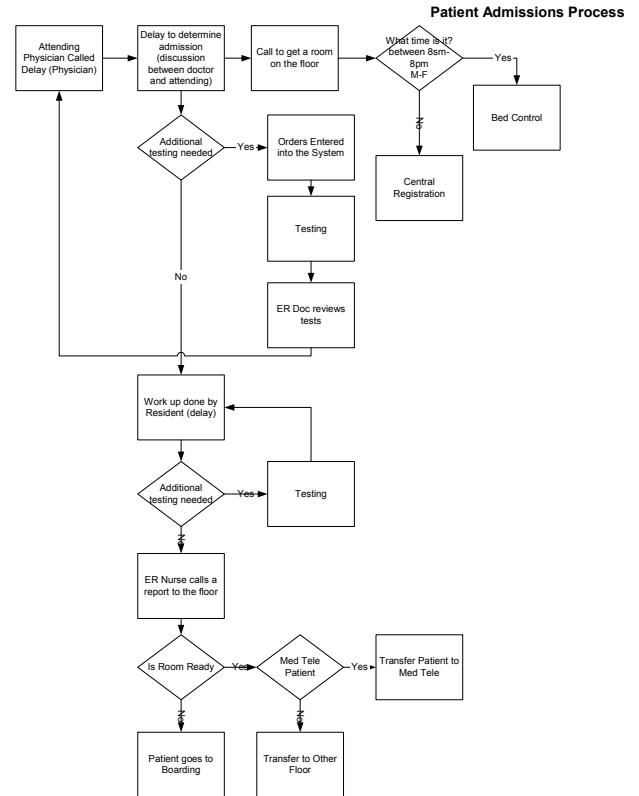 Patient Admissions Process
Attending
Physician Called
Delay (Physician)
Delay to determine
admission
(discussion
between doctor
and attending)
Call to get a room
on the floor
What time is it?
between 8sm-
8pm
M-F
Yes
Bed Control
No
Central
Registration
Additional
testing needed
Yes
Orders Entered
into the System
Testing
No
ER Doc reviews
tests
Work up done by
Resident (delay)
Additional
testing needed
Yes
Testing
No
ER Nurse calls a
report to the floor
Is Room Ready
Yes
Med Tele
Patient
Yes
Transfer Patient to
Med Tele
No
No
Patient goes to
Boarding
Transfer to Other
Floor